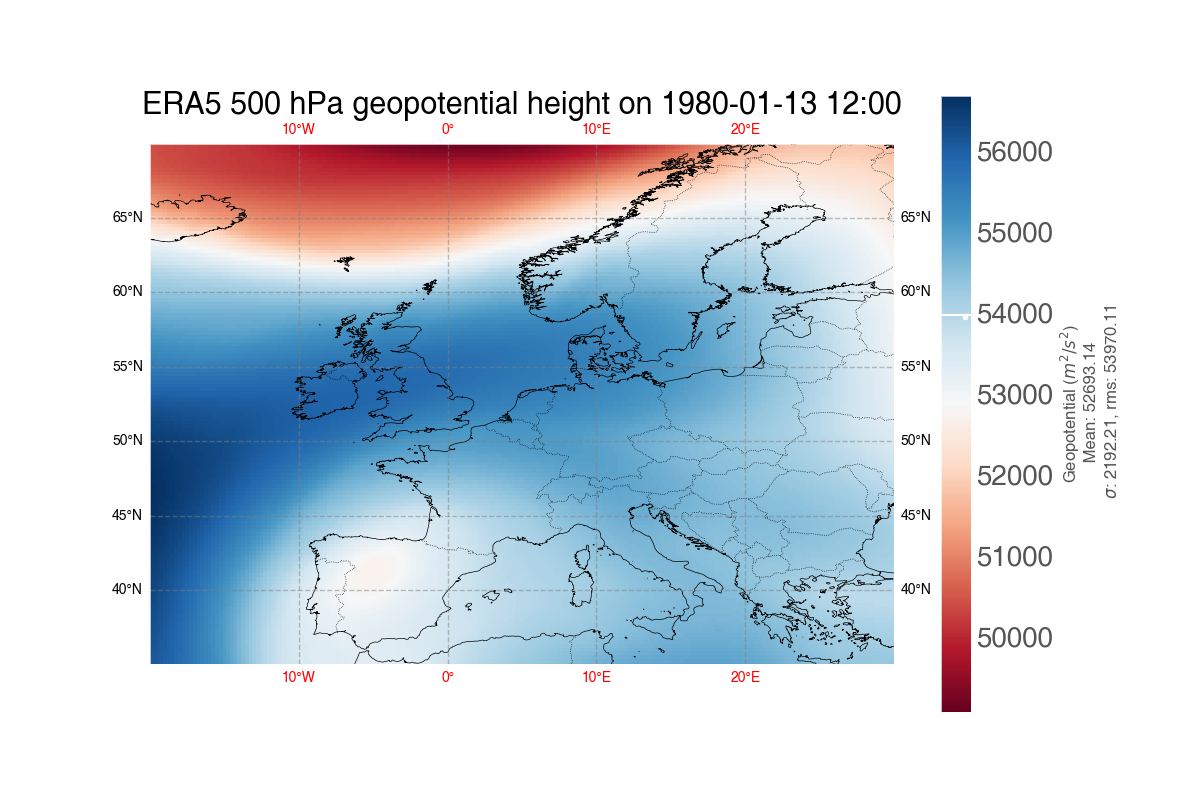 ERA5 500 hPa geopotential height on 1980-01-13 12:00
10°W 0° 10°E 20°E
65°N 65°N
60°N 60°N
55°N 55°N
50°N 50°N
45°N 45°N
40°N 40°N
10°W 0° 10°E 20°E
56000
55000
54000
53000
52000
51000
50000
Geopotential (m²/s²)
Mean: 52693.14
σ: 2192.21, rms: 53970.11